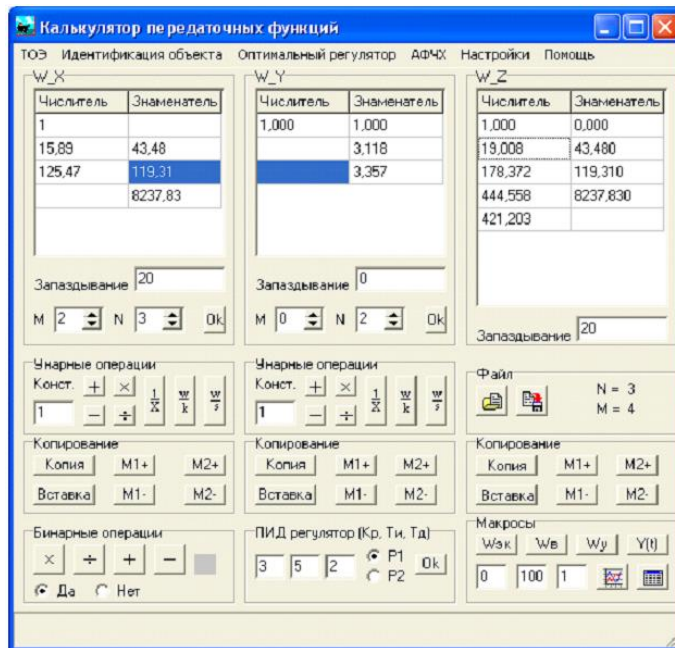 Калькулятор передаточных функций
ТОЭ Идентификация объекта Оптимальный регулятор АФЧХ Настройки Помощь
W_X
Числитель Знаменатель
1
15,89 43,48
125,47 119,31
8237,83
Запаздывание 20
M 2 N 3 Ok
W_Y
Числитель Знаменатель
1,000 1,000
3,118
3,357
Запаздывание 0
M 0 N 2 Ok
W_Z
Числитель Знаменатель
1,000 0,000
19,008 43,480
178,372 119,310
444,558 8237,830
421,203
Запаздывание 20
Унарные операции
Конст. + × 1/X w/k w/s
1 − ÷
Унарные операции
Конст. + × 1/X w/k w/s
1 − ÷
Файл
N = 3
M = 4
Копирование
Копия M1+ M2+
Вставка M1- M2-
Копирование
Копия M1+ M2+
Вставка M1- M2-
Копирование
Копия M1+ M2+
Вставка M1- M2-
Бинарные операции
× ÷ + −
Да Нет
ПИД регулятор (Кр, Ти, Тд)
3 5 2 P1 Ok
P2
Макросы
Wэк Wв Wу Y(t)
0 100 1